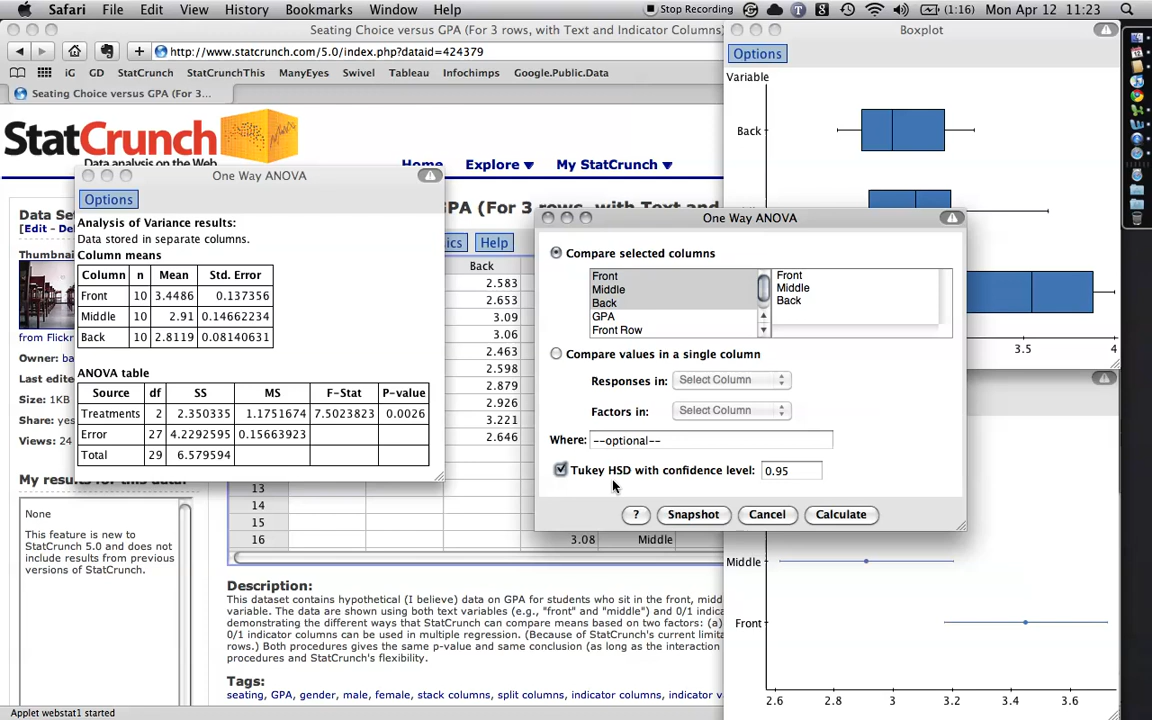 Safari File Edit View History Bookmarks Window Help
Stop Recording
(1:16) Mon Apr 12 11:23
Seating Choice versus GPA (For 3 rows, with Text and Indicator Columns)
http://www.statcrunch.com/5.0/index.php?dataid=424379
iG GD StatCrunch StatCrunchThis ManyEyes Swivel Tableau Infochimps Google.Public.Data
Seating Choice versus GPA (For 3...
StatCrunch
Data analysis on the Web
Home Explore My StatCrunch
Data Set
[Edit - De
Thumbnai
from Flickr
Owner: ba
Last edite
Size: 1KB
Share: yes
Views: 24
My results
None
This feature is new to
StatCrunch 5.0 and does not
include results from previous
versions of StatCrunch.
Applet webstat1 started
GPA (For 3 rows, with Text and
ics Help
Back
2.583
2.653
3.09
3.06
2.463
2.598
2.879
2.926
3.221
2.646
13
14
15
16 3.08 Middle
Description:
This dataset contains hypothetical (I believe) data on GPA for students who sit in the front, midd
variable. The data are shown using both text variables (e.g., "front" and "middle") and 0/1 indica
demonstrating the different ways that StatCrunch can compare means based on two factors: (a)
0/1 indicator columns can be used in multiple regression. (Because of StatCrunch's current limita
rows.) Both procedures gives the same p-value and same conclusion (as long as the interaction
procedures and StatCrunch's flexibility.
Tags:
seating, GPA, gender, male, female, stack columns, split columns, indicator columns, indicator v
One Way ANOVA
Options
Analysis of Variance results:
Data stored in separate columns.
Column means
Column n Mean Std. Error
Front 10 3.4486 0.137356
Middle 10 2.91 0.14662234
Back 10 2.8119 0.08140631
ANOVA table
Source df SS MS F-Stat P-value
Treatments 2 2.350335 1.1751674 7.5023823 0.0026
Error 27 4.2292595 0.15663923
Total 29 6.579594
One Way ANOVA
Compare selected columns
Front
Middle
Back
GPA
Front Row
Front
Middle
Back
Compare values in a single column
Responses in: Select Column
Factors in: Select Column
Where: --optional--
Tukey HSD with confidence level: 0.95
? Snapshot Cancel Calculate
Boxplot
Options
Variable
Back
3.5 4
Middle
Front
2.6 2.8 3 3.2 3.4 3.6